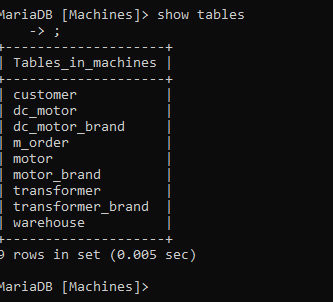 MariaDB [Machines]> show tables
    -> ;
+--------------------+
| Tables_in_machines |
+--------------------+
| customer           |
| dc_motor           |
| dc_motor_brand     |
| m_order            |
| motor              |
| motor_brand        |
| transformer        |
| transformer_brand  |
| warehouse          |
+--------------------+
9 rows in set (0.005 sec)
MariaDB [Machines]>